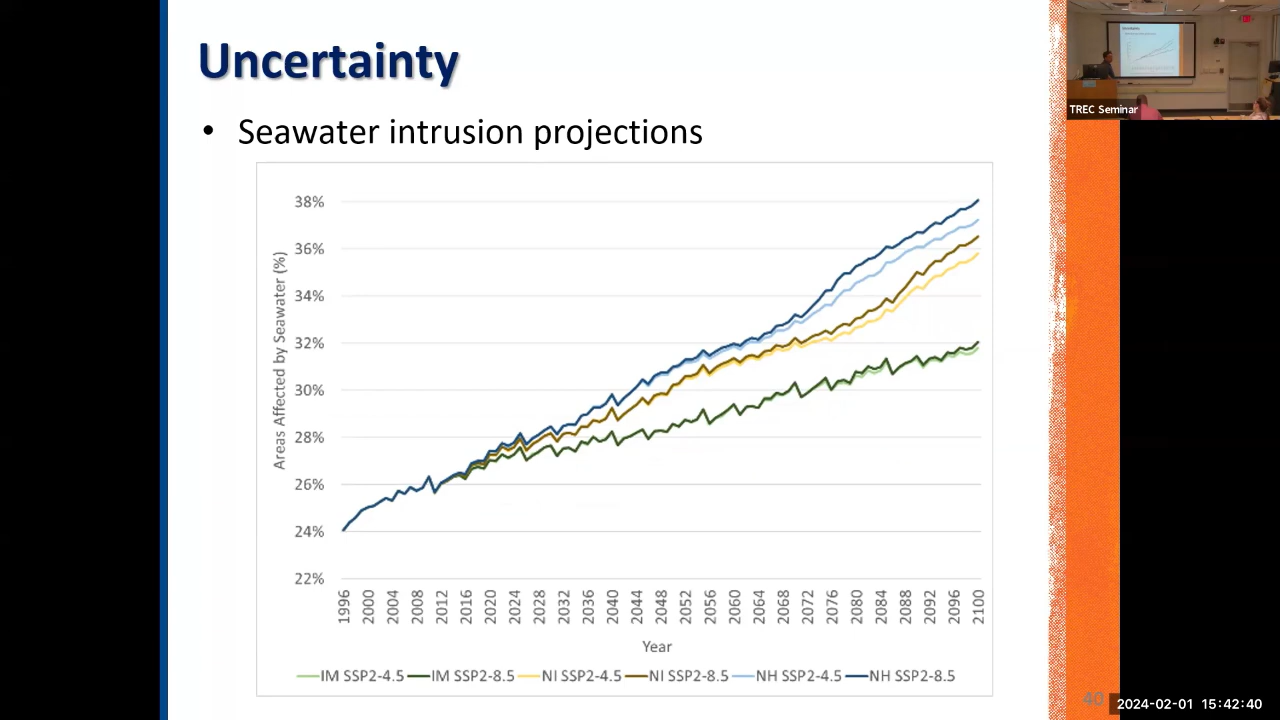 Uncertainty
• Seawater intrusion projections
Areas Affected by Seawater (%)
38%
36%
34%
32%
30%
28%
26%
24%
22%
1996 2000 2004 2008 2012 2016 2020 2024 2028 2032 2036 2040 2044 2048 2052 2056 2060 2064 2068 2072 2076 2080 2084 2088 2092 2096 2100
Year
IM SSP2-4.5 IM SSP2-8.5 NI SSP2-4.5 NI SSP2-8.5 NH SSP2-4.5 NH SSP2-8.5
40
TREC Seminar
2024-02-01 15:42:40